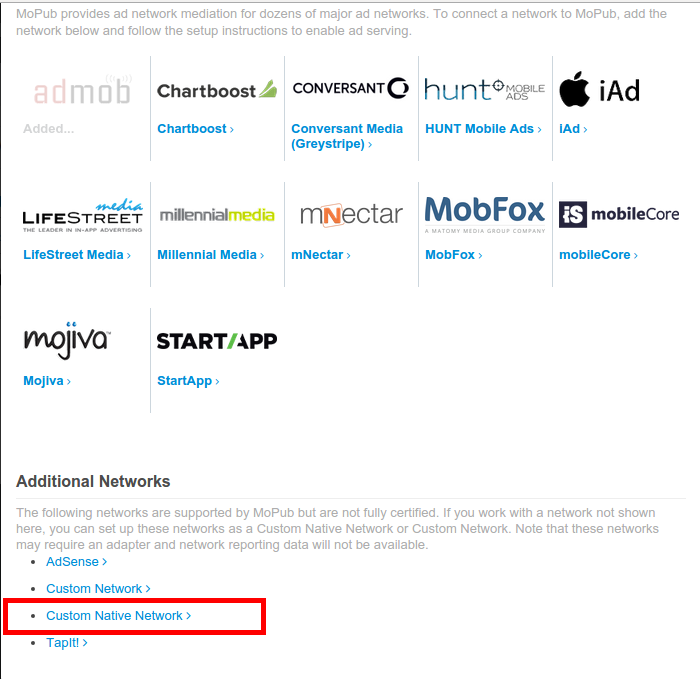 MoPub provides ad network mediation for dozens of major ad networks. To connect a network to MoPub, add the
network below and follow the setup instructions to enable ad serving.
admob
Chartboost
CONVERSANT
hunt MOBILE ADS
iAd
Added...
Chartboost ›
Conversant Media
(Greystripe) ›
HUNT Mobile Ads ›
iAd ›
LIFESTREET media
THE LEADER IN IN-APP ADVERTISING
millennialmedia
mNectar
MobFox
A MATOMY MEDIA GROUP COMPANY
iS mobileCore
LifeStreet Media ›
Millennial Media ›
mNectar ›
MobFox ›
mobileCore ›
mojiva™
STARTAPP
Mojiva ›
StartApp ›
Additional Networks
The following networks are supported by MoPub but are not fully certified. If you work with a network not shown
here, you can set up these networks as a Custom Native Network or Custom Network. Note that these networks
may require an adapter and network reporting data will not be available.
• AdSense ›
• Custom Network ›
• Custom Native Network ›
• TapIt! ›